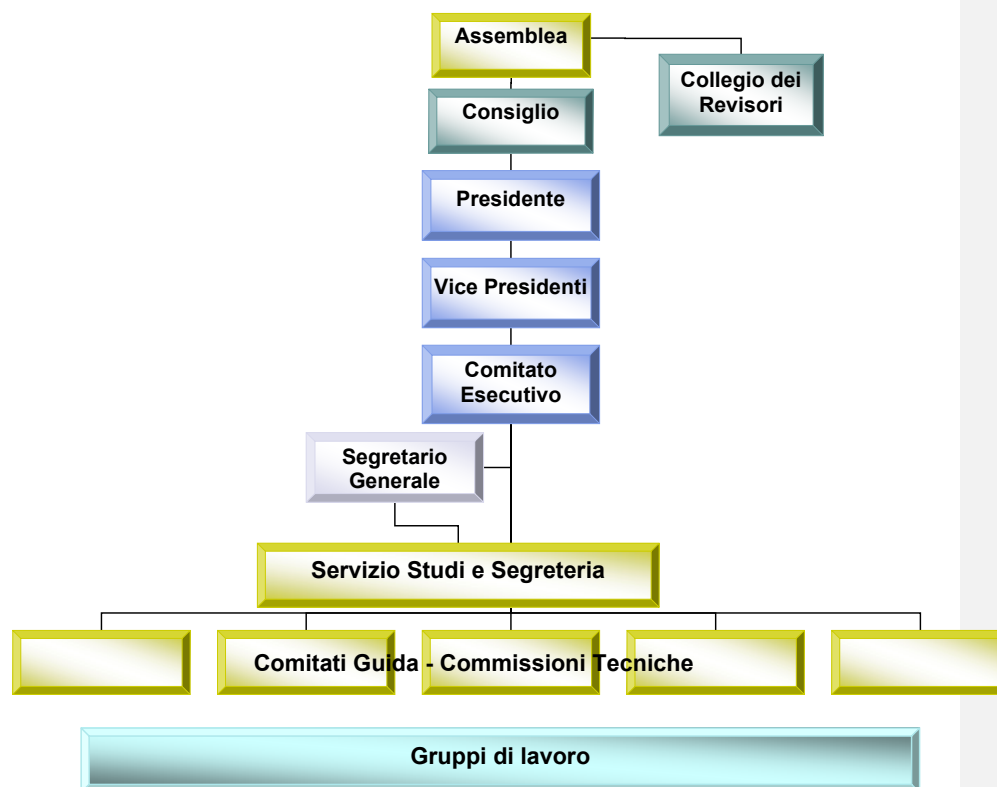 Assemblea
Collegio dei
Revisori
Consiglio
Presidente
Vice Presidenti
Comitato
Esecutivo
Segretario
Generale
Servizio Studi e Segreteria
Comitati Guida - Commissioni Tecniche
Gruppi di lavoro